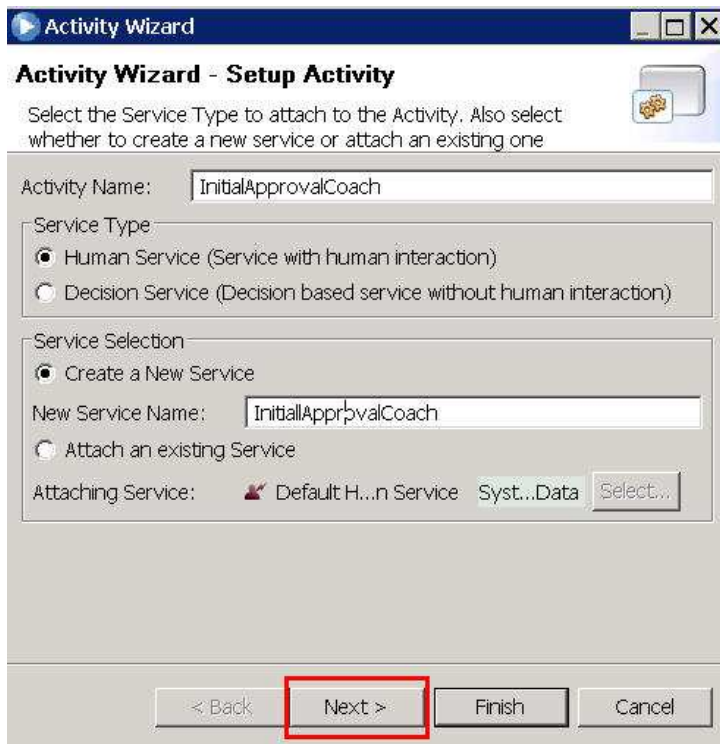 Activity Wizard
Activity Wizard - Setup Activity
Select the Service Type to attach to the Activity. Also select
whether to create a new service or attach an existing one
Activity Name: InitialApprovalCoach
Service Type
Human Service (Service with human interaction)
Decision Service (Decision based service without human interaction)
Service Selection
Create a New Service
New Service Name: InitiallApprovalCoach
Attach an existing Service
Attaching Service: Default H...n Service Syst...Data Select...
< Back Next > Finish Cancel